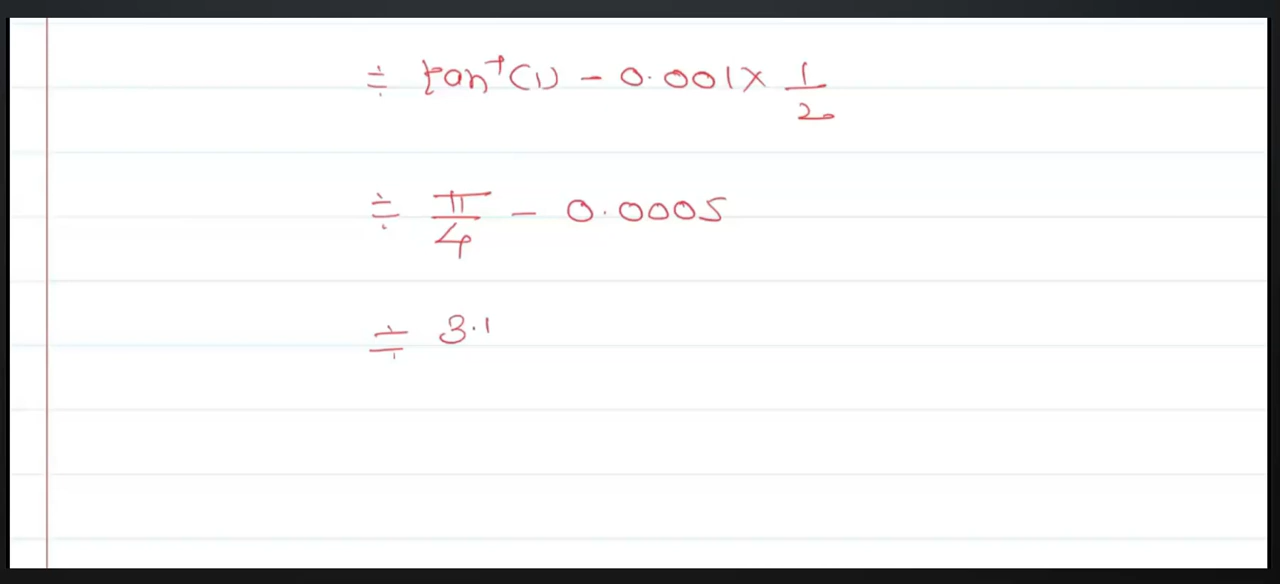 ≑ tan⁻¹(1) - 0.001 × 1/2
≑ π/4 - 0.0005
≑ 3.1